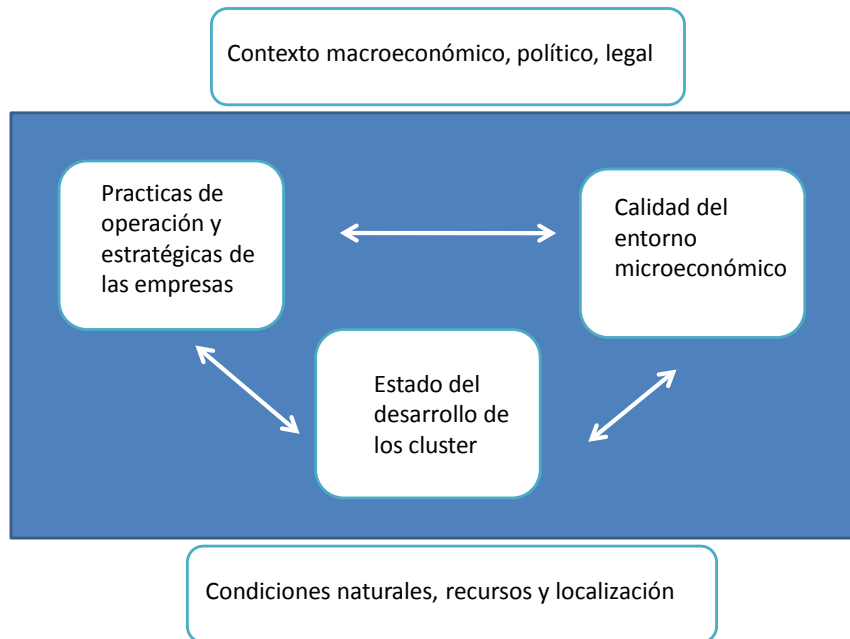 Contexto macroeconómico, político, legal
Practicas de
operación y
estratégicas de
las empresas
Calidad del
entorno
microeconómico
Estado del
desarrollo de
los cluster
Condiciones naturales, recursos y localización